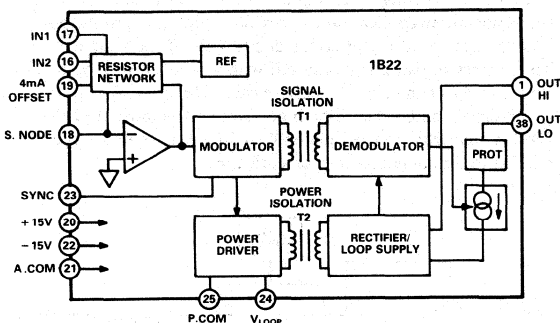 IN1
17
IN2
16
4mA
OFFSET
19
RESISTOR
NETWORK
REF
1B22
S. NODE
18
−
+
SIGNAL
ISOLATION
T1
MODULATOR
DEMODULATOR
1
OUT
HI
38
OUT
LO
PROT
SYNC
23
+15V
20
−15V
22
A.COM
21
POWER
ISOLATION
T2
POWER
DRIVER
RECTIFIER/
LOOP SUPPLY
25
P.COM
24
VLOOP